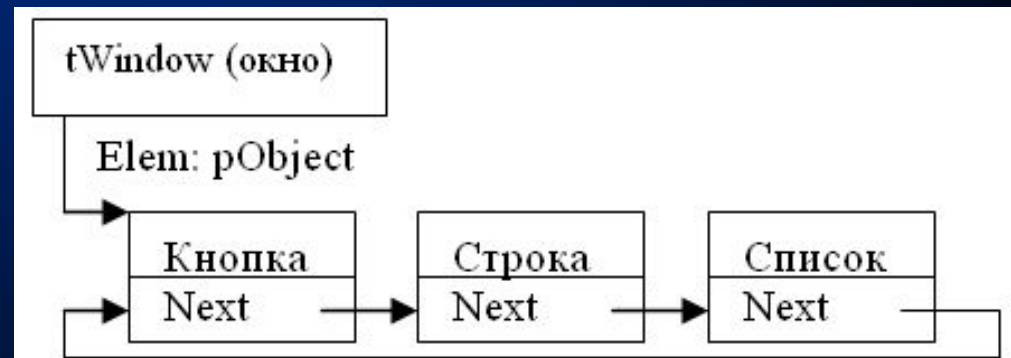 tWindow (окно)
Elem: pObject
Кнопка
Next
Строка
Next
Список
Next